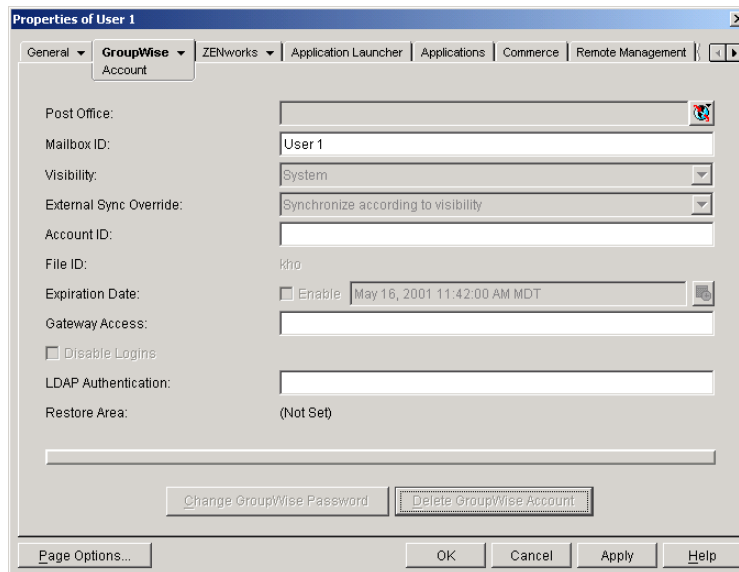 Properties of User 1
General GroupWise ZENworks Application Launcher Applications Commerce Remote Management
Account
Post Office:
Mailbox ID: User 1
Visibility: System
External Sync Override: Synchronize according to visibility
Account ID:
File ID: kho
Expiration Date: Enable May 16, 2001 11:42:00 AM MDT
Gateway Access:
Disable Logins
LDAP Authentication:
Restore Area: (Not Set)
Change GroupWise Password Delete GroupWise Account
Page Options... OK Cancel Apply Help